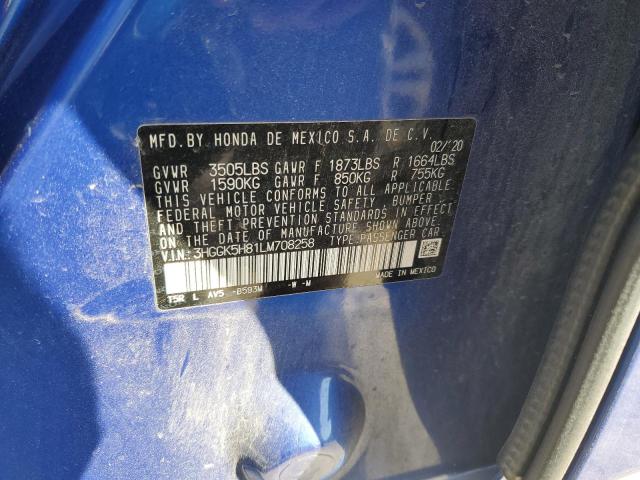 MFD.BY HONDA DE MEXICO S.A. DE C.V.
02/'20
GVWR 3505LBS GAWR F 1873LBS R 1664LBS
GVWR 1590KG GAWR F 850KG R 755KG
THIS VEHICLE CONFORMS TO ALL APPLICABLE
FEDERAL MOTOR VEHICLE SAFETY, BUMPER,
AND THEFT PREVENTION STANDARDS IN EFFECT
ON THE DATE OF MANUFACTURE SHOWN ABOVE.
V.I.N.: 3HGGK5H81LM708258 TYPE:PASSENGER CAR
MADE IN MEXICO
T5R L AV5 -B593M -W -M